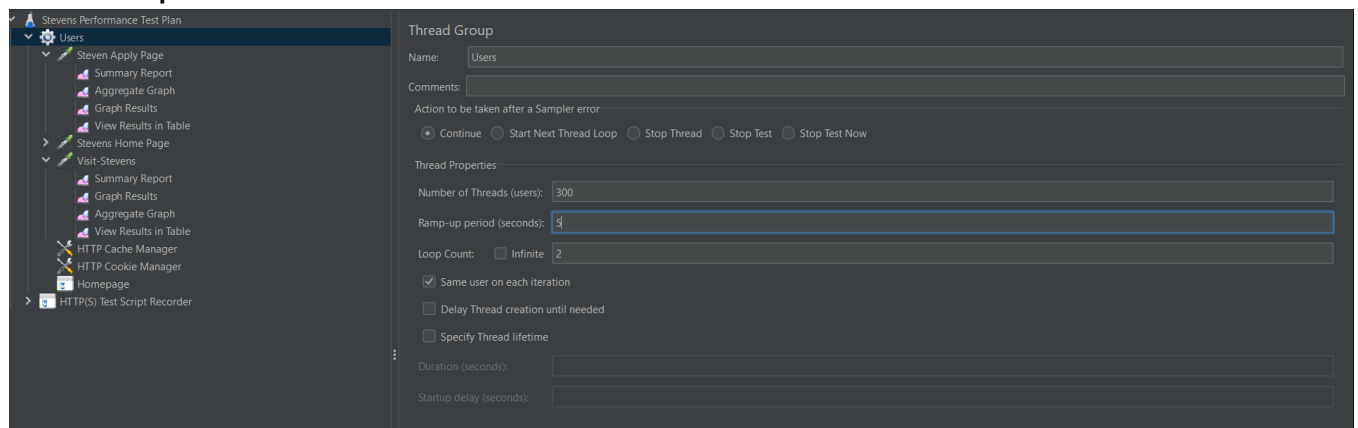 Stevens Performance Test Plan
Users
Steven Apply Page
Summary Report
Aggregate Graph
Graph Results
View Results in Table
Stevens Home Page
Visit-Stevens
Summary Report
Graph Results
Aggregate Graph
View Results in Table
HTTP Cache Manager
HTTP Cookie Manager
Homepage
HTTP(S) Test Script Recorder
Thread Group
Name: Users
Comments:
Action to be taken after a Sampler error
Continue Start Next Thread Loop Stop Thread Stop Test Stop Test Now
Thread Properties
Number of Threads (users): 300
Ramp-up period (seconds): 5
Loop Count: Infinite 2
Same user on each iteration
Delay Thread creation until needed
Specify Thread lifetime
Duration (seconds):
Startup delay (seconds):